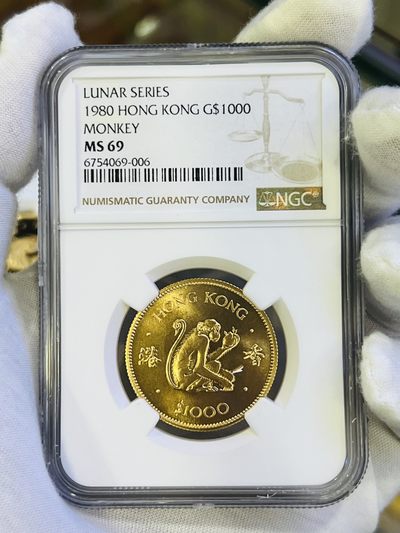 LUNAR SERIES
1980 HONG KONG G$1000
MONKEY
MS 69
6754069-006
NUMISMATIC GUARANTY COMPANY
NGC
HONG KONG
香 港
$1000